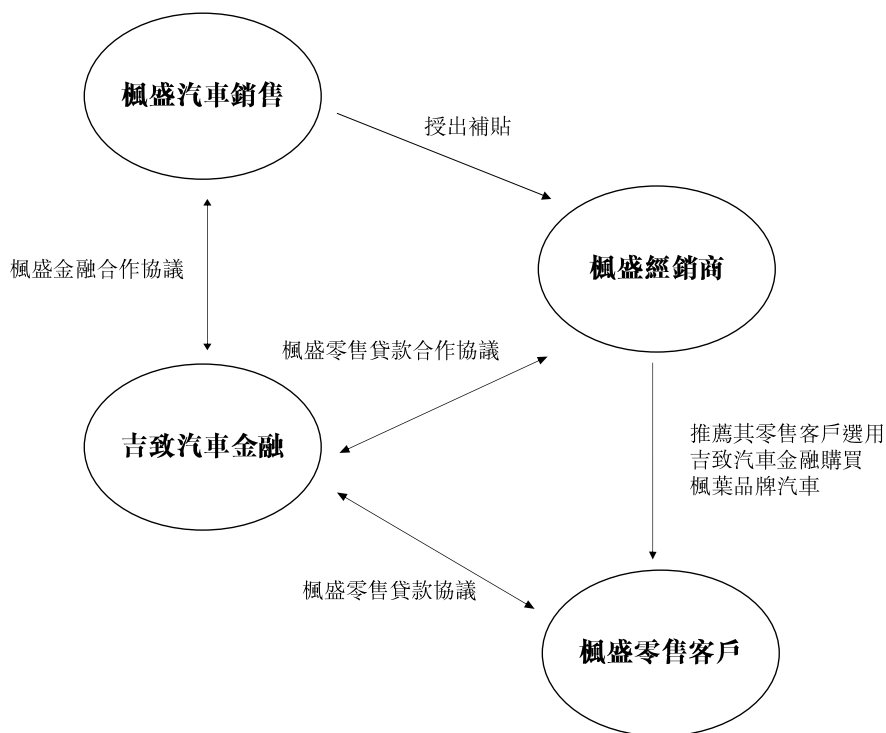 楓盛汽車銷售
授出補貼
楓盛經銷商
楓盛金融合作協議
楓盛零售貸款合作協議
吉致汽車金融
推薦其零售客戶選用
吉致汽車金融購買
楓葉品牌汽車
楓盛零售貸款協議
楓盛零售客戶